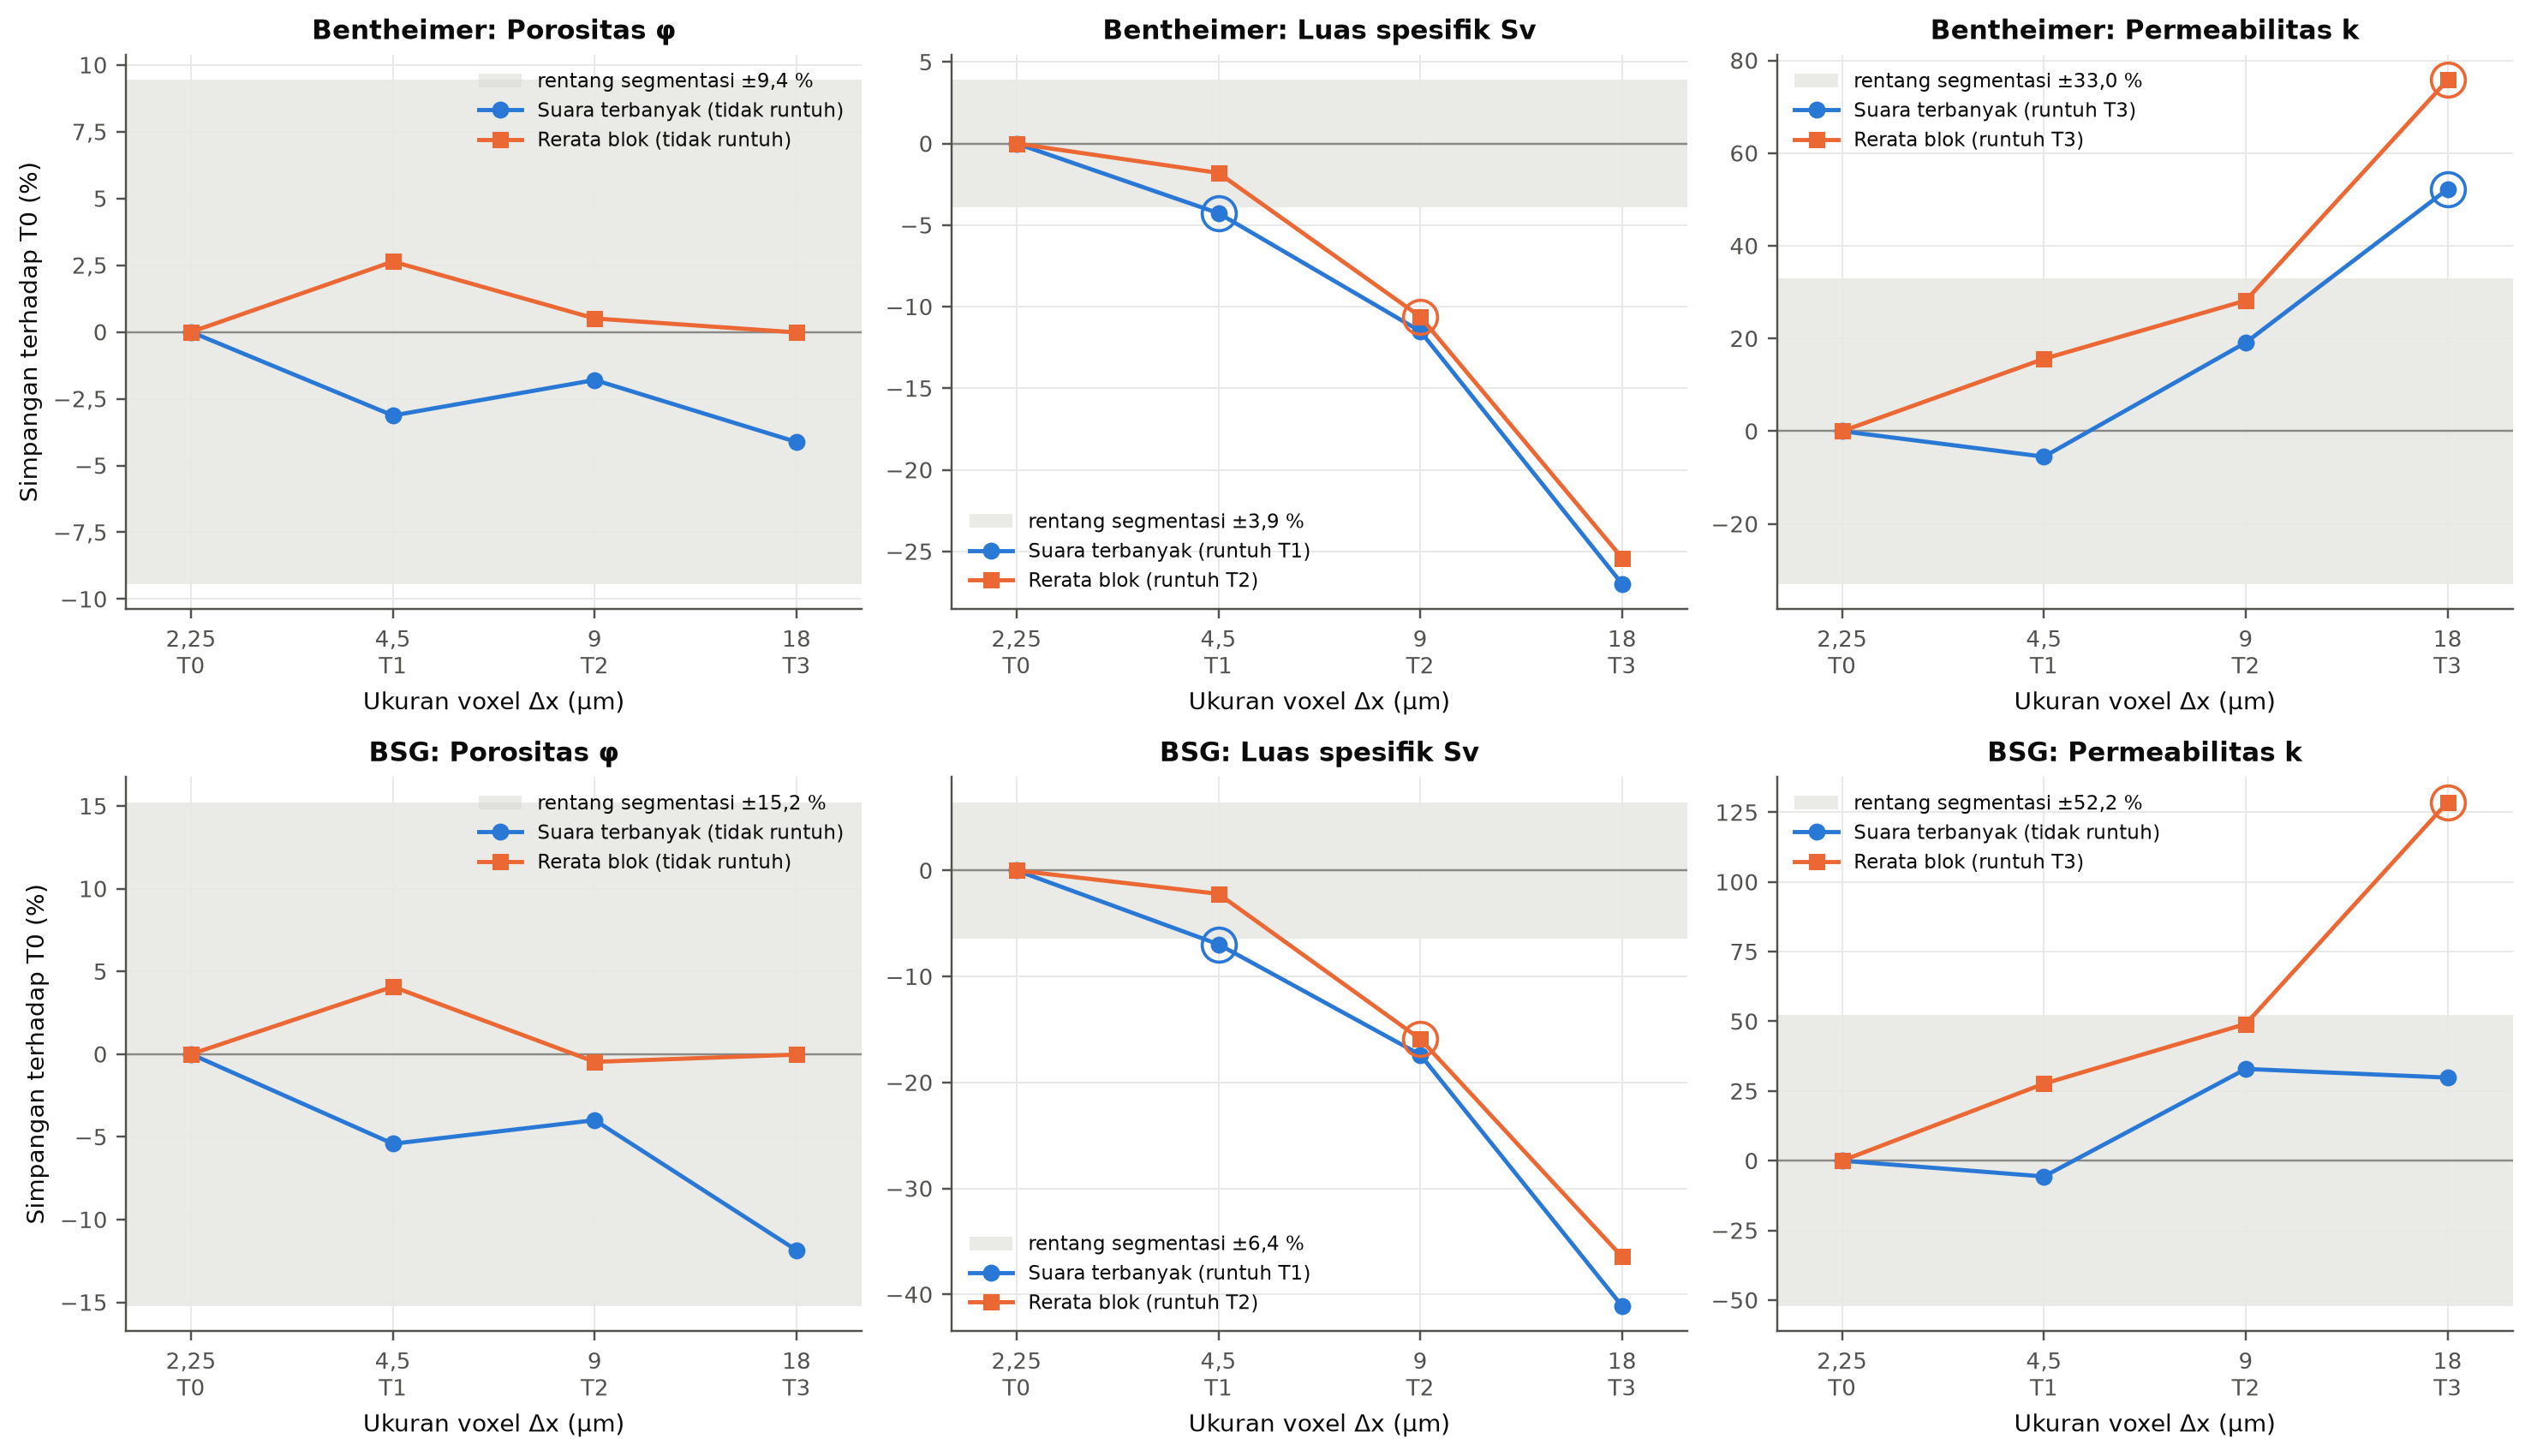 Bentheimer: Porositas φ
Simpangan terhadap T0 (%)
10
7,5
5
2,5
0
−2,5
−5
−7,5
−10
rentang segmentasi ±9,4 %
Suara terbanyak (tidak runtuh)
Rerata blok (tidak runtuh)
2,25 4,5 9 18
T0 T1 T2 T3
Ukuran voxel Δx (µm)
Bentheimer: Luas spesifik Sv
5
0
−5
−10
−15
−20
−25
rentang segmentasi ±3,9 %
Suara terbanyak (runtuh T1)
Rerata blok (runtuh T2)
2,25 4,5 9 18
T0 T1 T2 T3
Ukuran voxel Δx (µm)
Bentheimer: Permeabilitas k
80
60
40
20
0
−20
rentang segmentasi ±33,0 %
Suara terbanyak (runtuh T3)
Rerata blok (runtuh T3)
2,25 4,5 9 18
T0 T1 T2 T3
Ukuran voxel Δx (µm)
BSG: Porositas φ
Simpangan terhadap T0 (%)
15
10
5
0
−5
−10
−15
rentang segmentasi ±15,2 %
Suara terbanyak (tidak runtuh)
Rerata blok (tidak runtuh)
2,25 4,5 9 18
T0 T1 T2 T3
Ukuran voxel Δx (µm)
BSG: Luas spesifik Sv
0
−10
−20
−30
−40
rentang segmentasi ±6,4 %
Suara terbanyak (runtuh T1)
Rerata blok (runtuh T2)
2,25 4,5 9 18
T0 T1 T2 T3
Ukuran voxel Δx (µm)
BSG: Permeabilitas k
125
100
75
50
25
0
−25
−50
rentang segmentasi ±52,2 %
Suara terbanyak (tidak runtuh)
Rerata blok (runtuh T3)
2,25 4,5 9 18
T0 T1 T2 T3
Ukuran voxel Δx (µm)